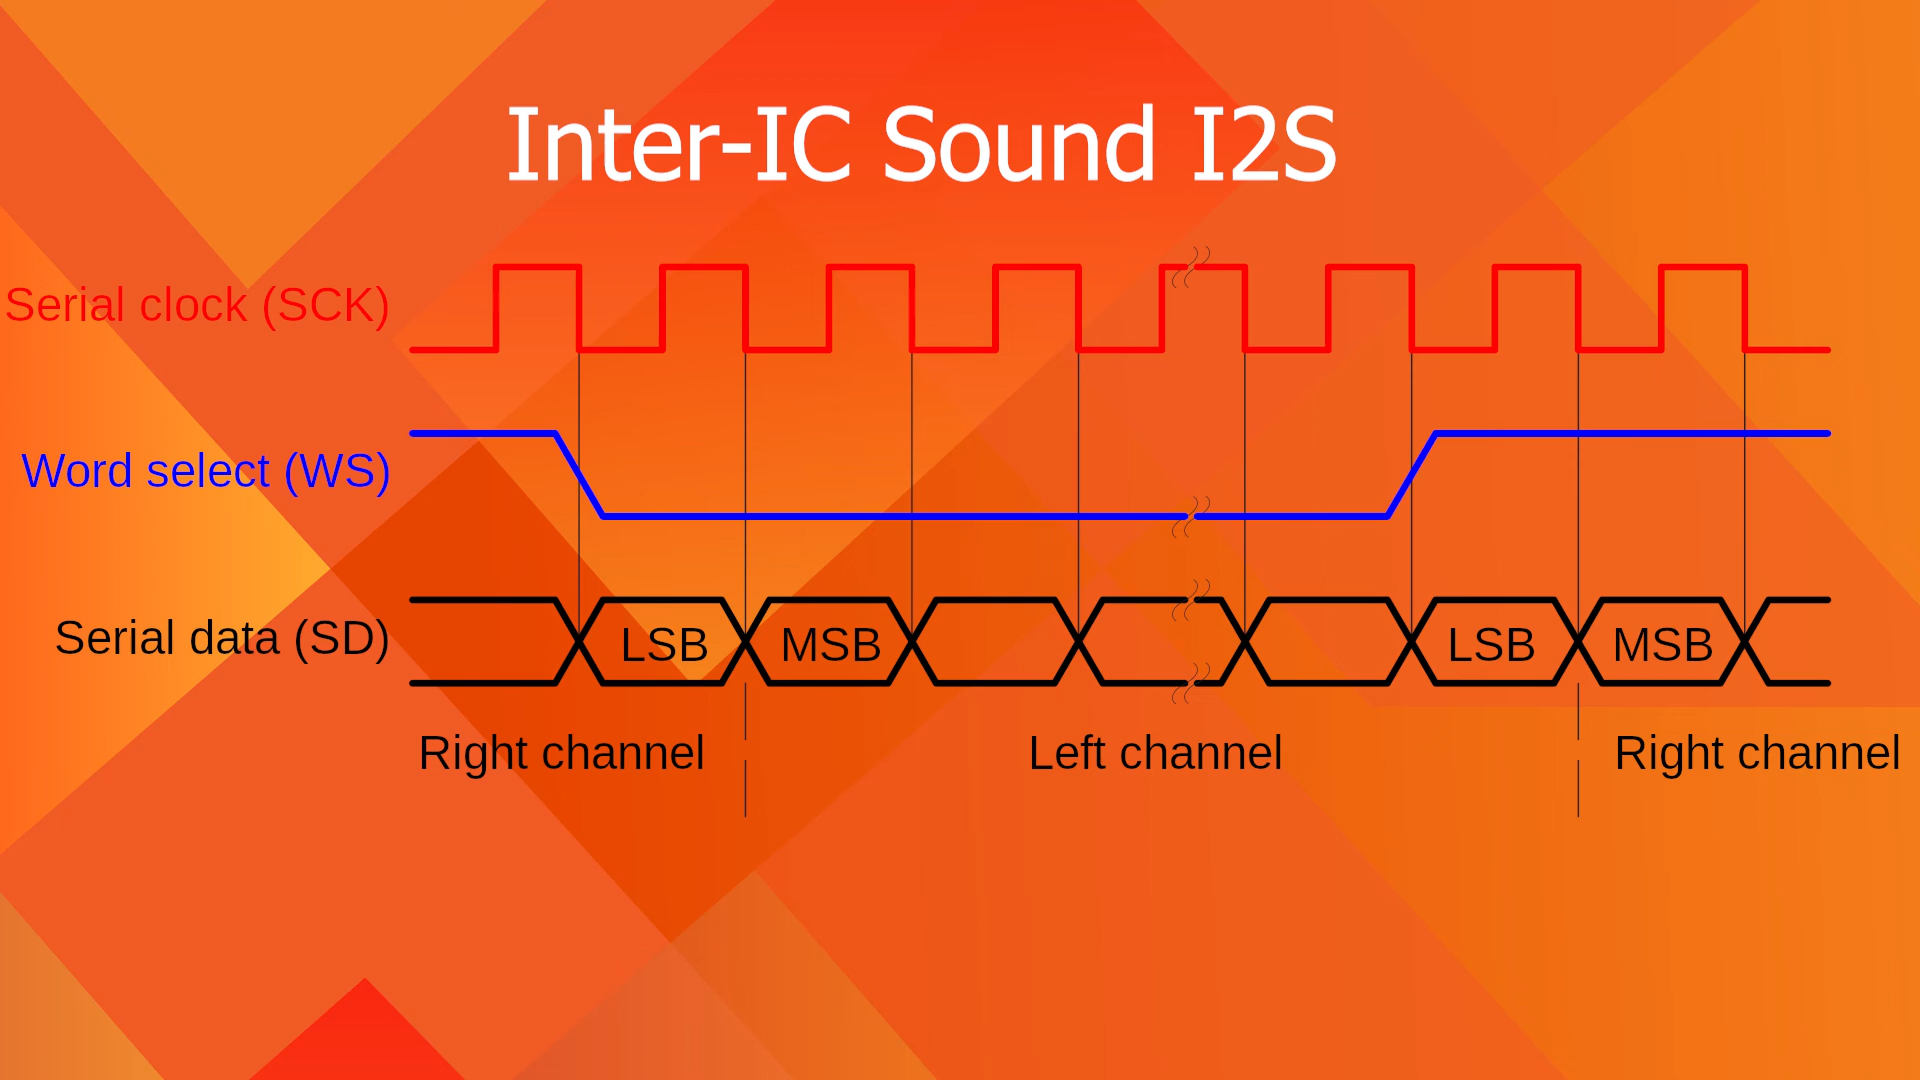 Inter-IC Sound I2S
Serial clock (SCK)
Word select (WS)
Serial data (SD)
LSB
MSB
LSB
MSB
Right channel
Left channel
Right channel